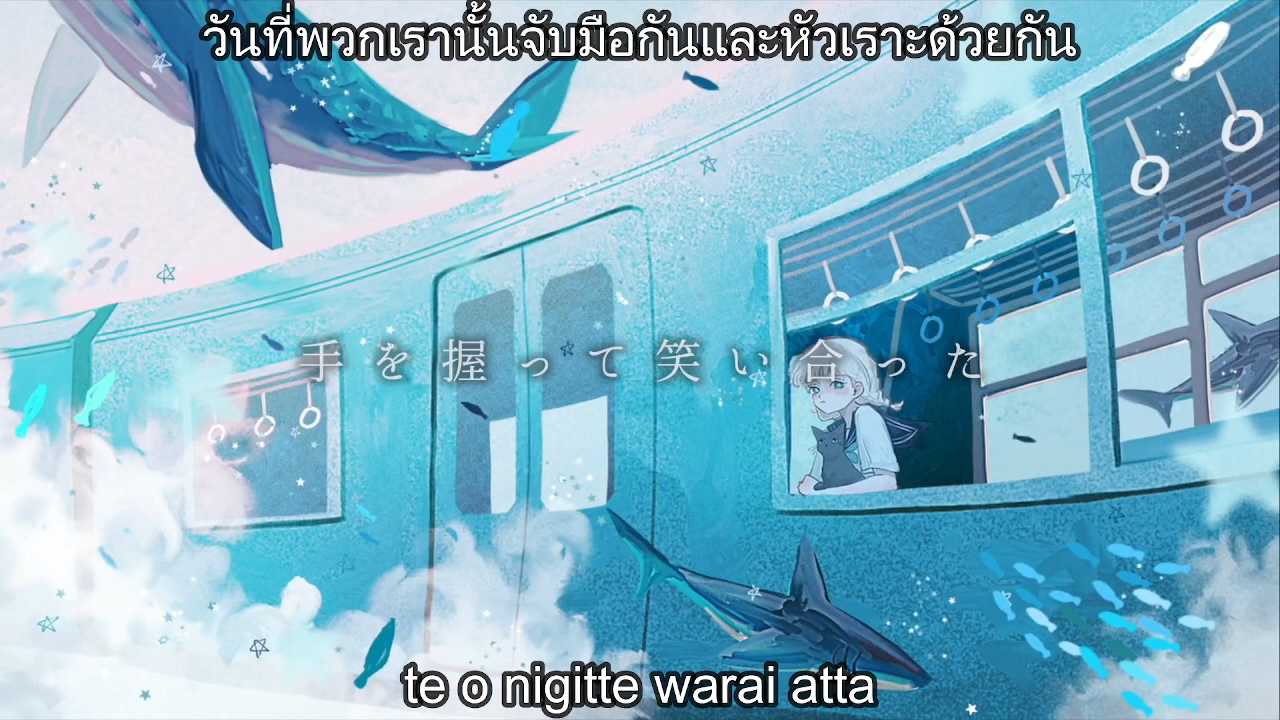 วันที่พวกเรานั้นจับมือกันและหัวเราะด้วยกัน
手を握って笑い合った
te o nigitte warai atta